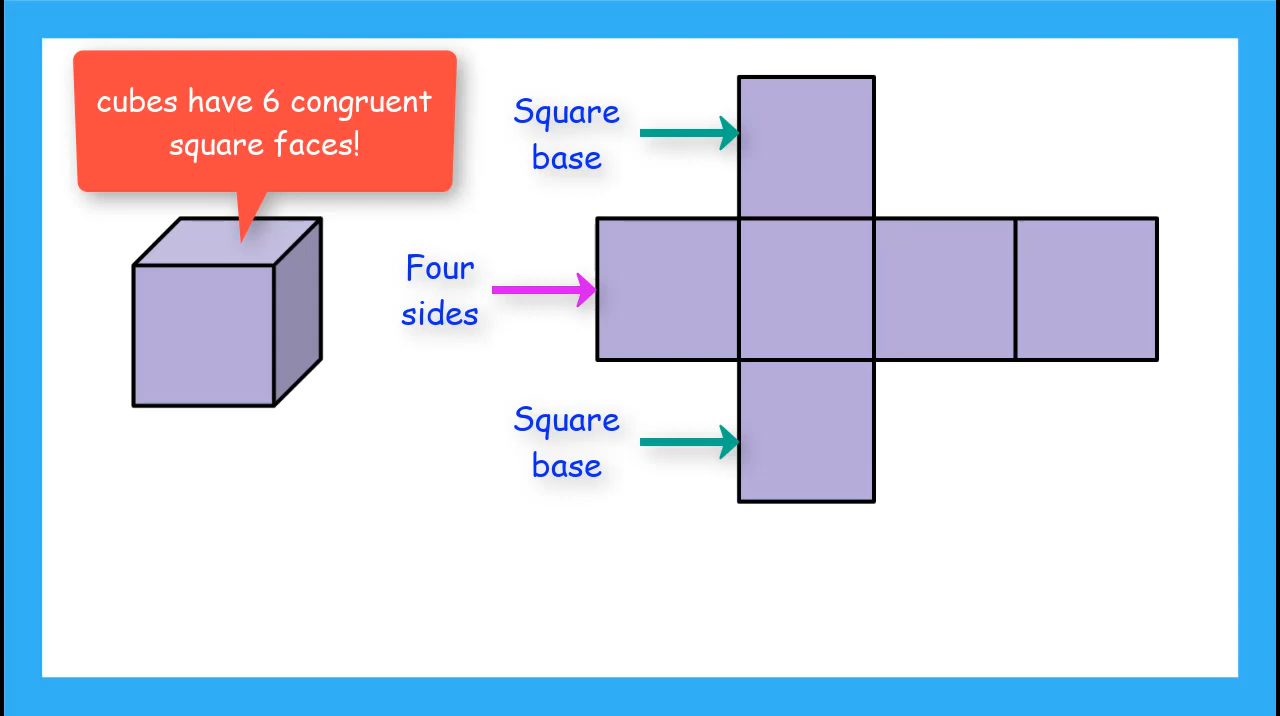 cubes have 6 congruent
square faces!
Square
base
Four
sides
Square
base